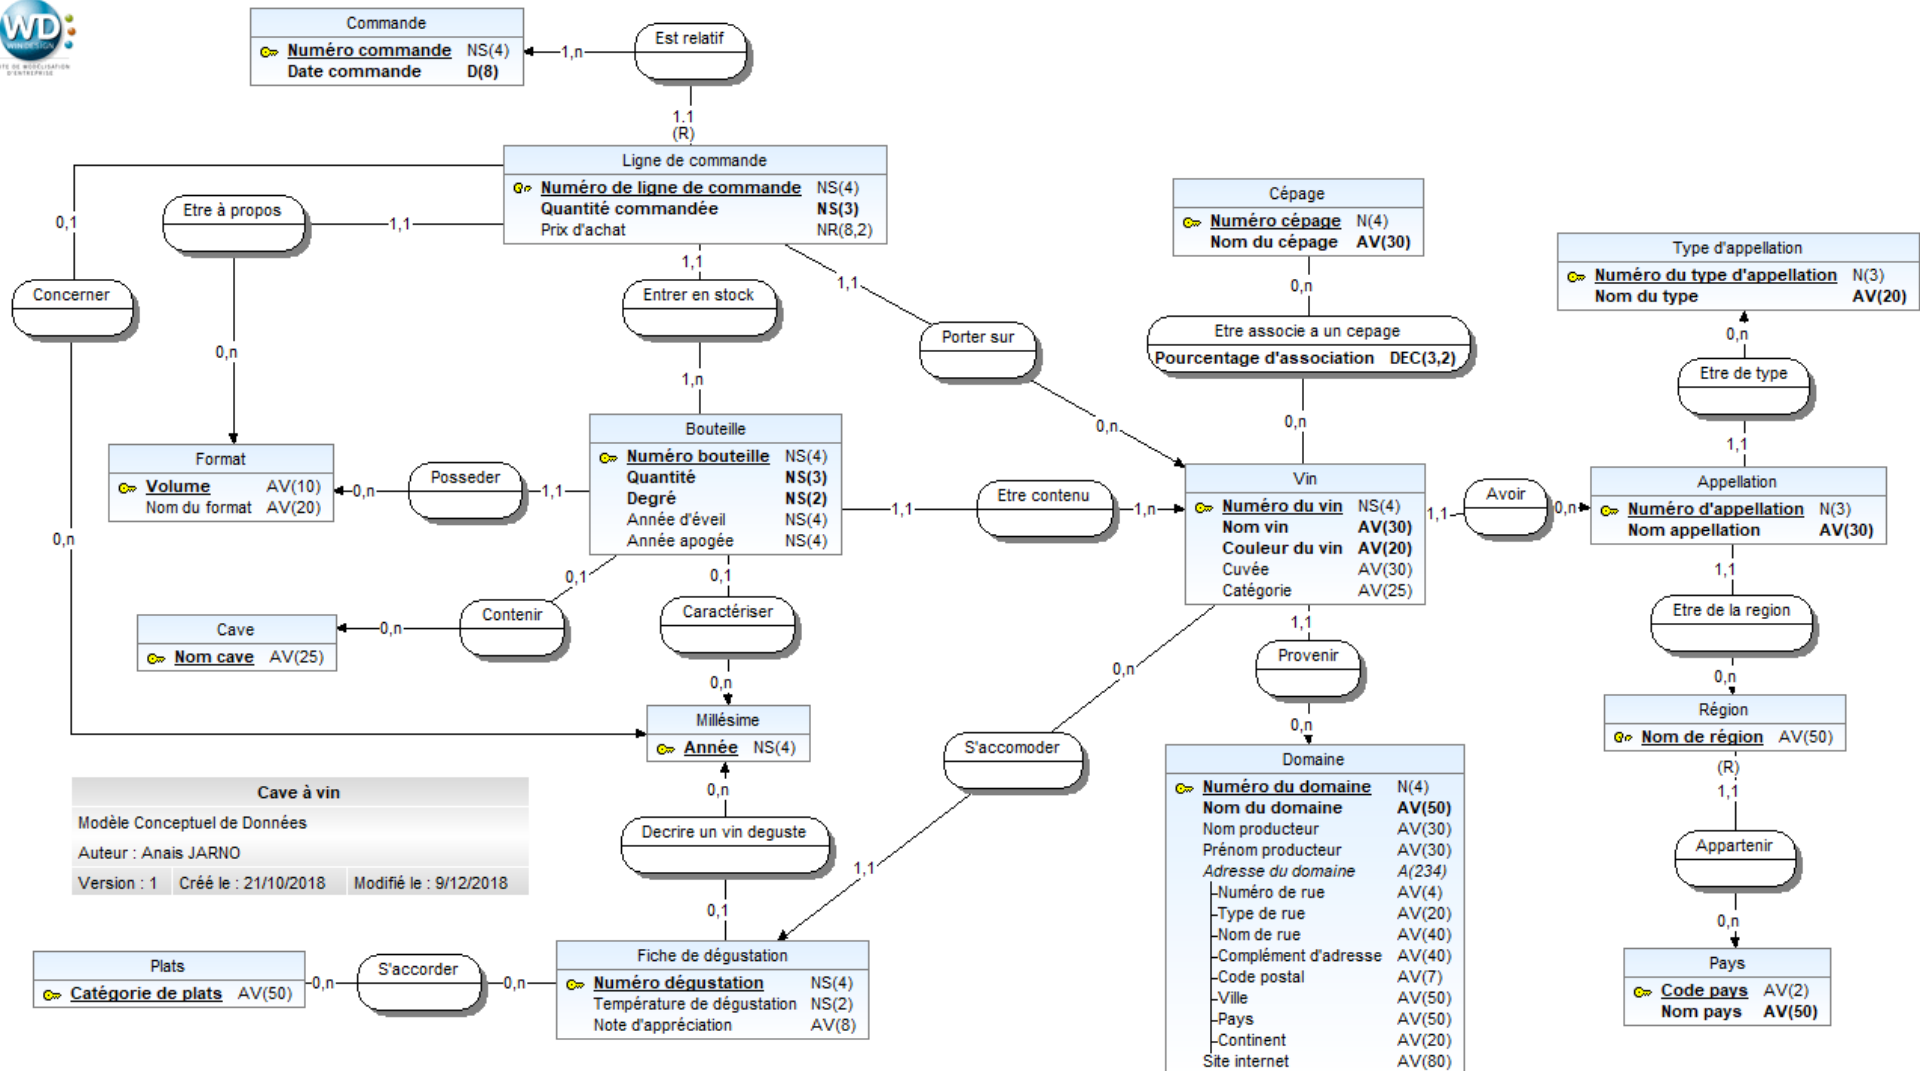 WD
WINDESIGN
D'ENTREPRISE
Commande
Numéro commande NS(4)
Date commande D(8)
1,n
Est relatif
1.1
(R)
Ligne de commande
Numéro de ligne de commande NS(4)
Quantité commandée NS(3)
Prix d'achat NR(8,2)
0,1
Etre à propos
1,1
Concerner
0,n
1,1
Entrer en stock
1,n
1,1
Porter sur
0,n
Cépage
Numéro cépage N(4)
Nom du cépage AV(30)
0,n
Etre associe a un cepage
Pourcentage d'association DEC(3,2)
0,n
Type d'appellation
Numéro du type d'appellation N(3)
Nom du type AV(20)
0,n
Etre de type
1,1
Format
Volume AV(10)
Nom du format AV(20)
0,n
Posseder
1,1
Bouteille
Numéro bouteille NS(4)
Quantité NS(3)
Degré NS(2)
Année d'éveil NS(4)
Année apogée NS(4)
1,1
Etre contenu
1,n
Vin
Numéro du vin NS(4)
Nom vin AV(30)
Couleur du vin AV(20)
Cuvée AV(30)
Catégorie AV(25)
1,1
Avoir
0,n
Appellation
Numéro d'appellation N(3)
Nom appellation AV(30)
0,n
0,1
Contenir
0,n
Cave
Nom cave AV(25)
0,1
Caractériser
0,n
Millésime
Année NS(4)
1,1
Provenir
0,n
1,1
Etre de la region
0,n
Région
Nom de région AV(50)
(R)
1,1
Appartenir
0,n
Pays
Code pays AV(2)
Nom pays AV(50)
0,n
S'accomoder
1,1
Domaine
Numéro du domaine N(4)
Nom du domaine AV(50)
Nom producteur AV(30)
Prénom producteur AV(30)
Adresse du domaine A(234)
Numéro de rue AV(4)
Type de rue AV(20)
Nom de rue AV(40)
Complément d'adresse AV(40)
Code postal AV(7)
Ville AV(50)
Pays AV(50)
Continent AV(20)
Site internet AV(80)
Cave à vin
Modèle Conceptuel de Données
Auteur : Anais JARNO
Version : 1 Créé le : 21/10/2018 Modifié le : 9/12/2018
0,n
Decrire un vin deguste
0,1
Plats
Catégorie de plats AV(50)
0,n
S'accorder
0,n
Fiche de dégustation
Numéro dégustation NS(4)
Température de dégustation NS(2)
Note d'appréciation AV(8)